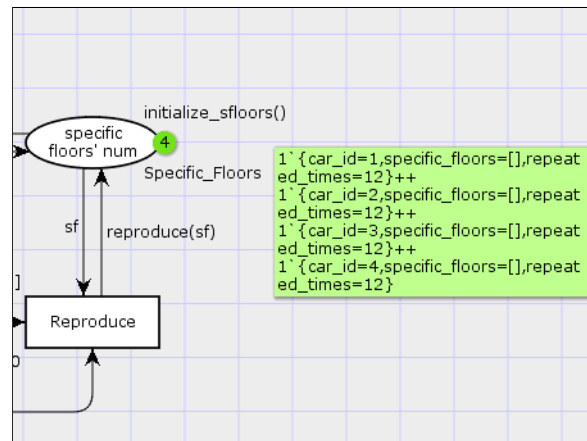 initialize_sfloors()
specific
floors' num
4
Specific_Floors
1`{car_id=1,specific_floors=[],repeat
ed_times=12}++
1`{car_id=2,specific_floors=[],repeat
ed_times=12}++
1`{car_id=3,specific_floors=[],repeat
ed_times=12}++
1`{car_id=4,specific_floors=[],repeat
ed_times=12}
sf
reproduce(sf)
]
Reproduce
0